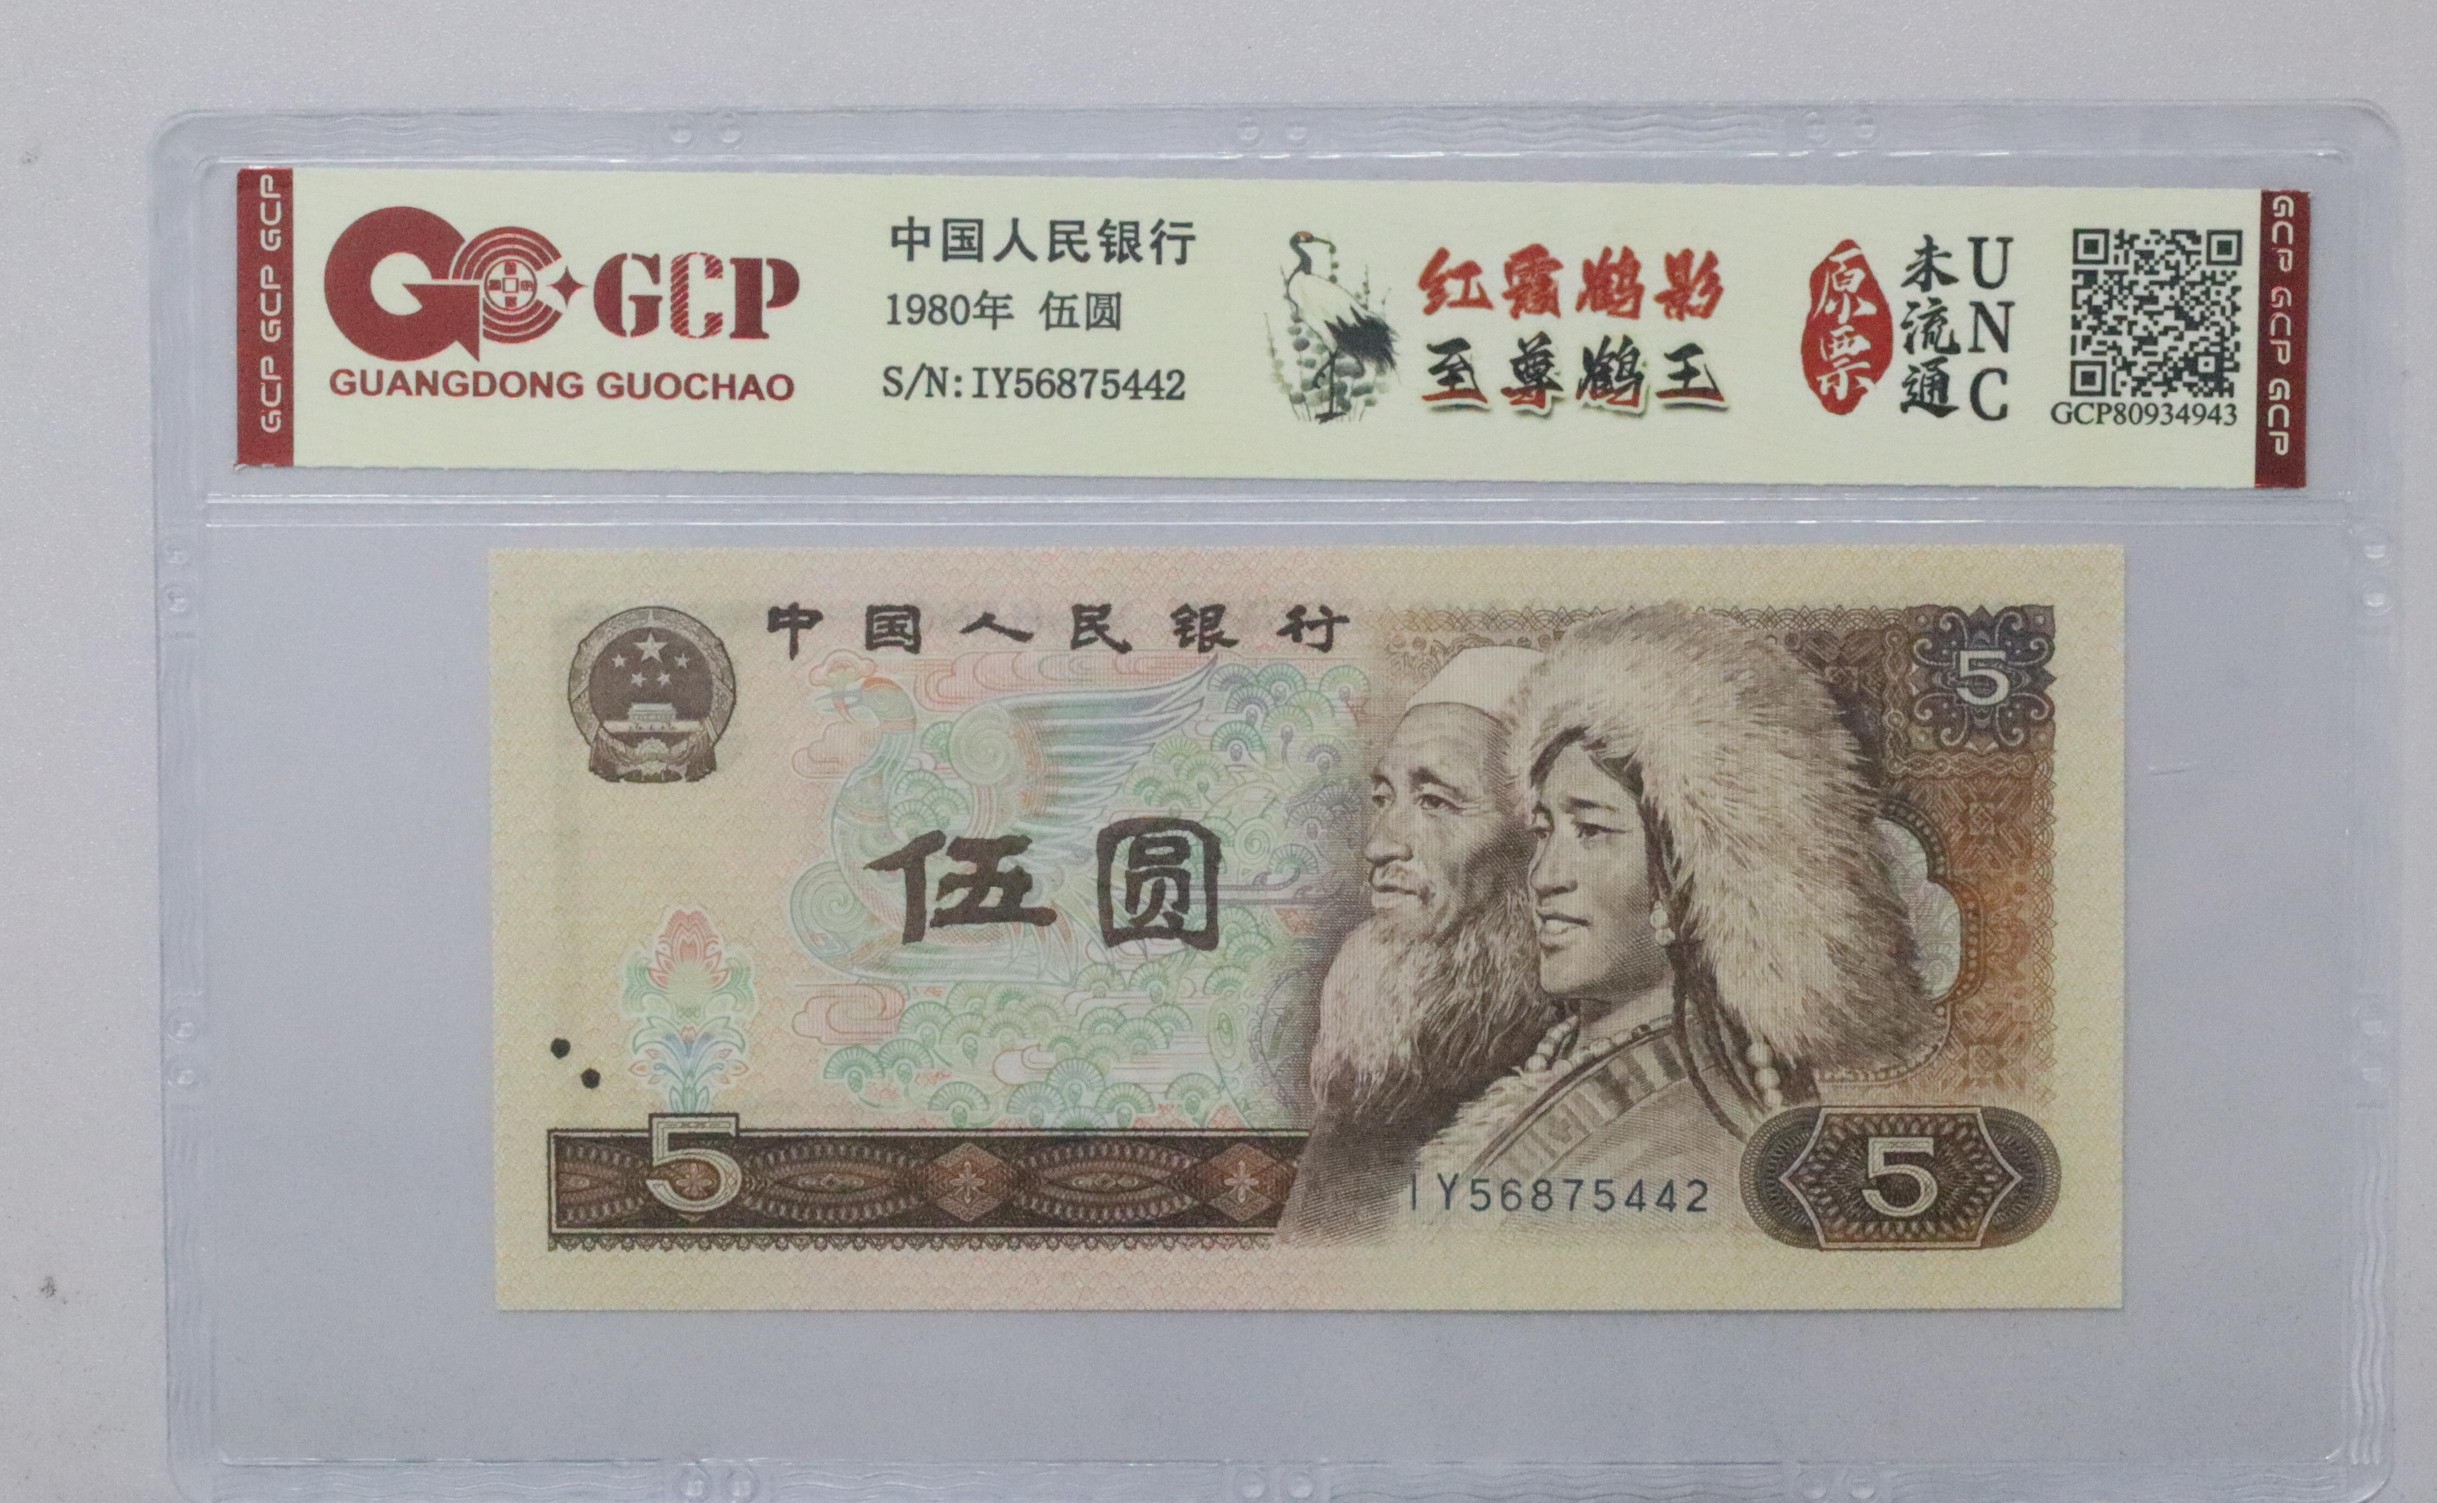 GCP GCP GCP
GCP
GUANGDONG GUOCHAO
中国人民银行
1980年 伍圆
S/N:IY56875442
红霞鹤影
至尊鹤王
原票
未流通
UNC
GCP80934943
GCP GCP GCP
中国人民银行
5
伍圆
5
IY56875442
5